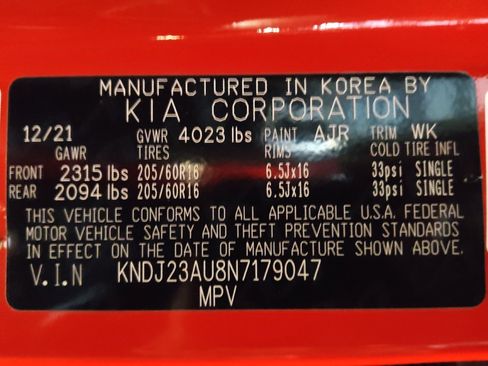 MANUFACTURED IN KOREA BY
KIA CORPORATION
12/21 GVWR 4023 lbs PAINT AJR TRIM WK
GAWR TIRES RIMS COLD TIRE INFL
FRONT 2315 lbs 205/60R16 6.5Jx16 33psi SINGLE
REAR 2094 lbs 205/60R16 6.5Jx16 33psi SINGLE
THIS VEHICLE CONFORMS TO ALL APPLICABLE U.S.A. FEDERAL
MOTOR VEHICLE SAFETY AND THEFT PREVENTION STANDARDS
IN EFFECT ON THE DATE OF MANUFACTURE SHOWN ABOVE.
V.I.N KNDJ23AU8N7179047
MPV